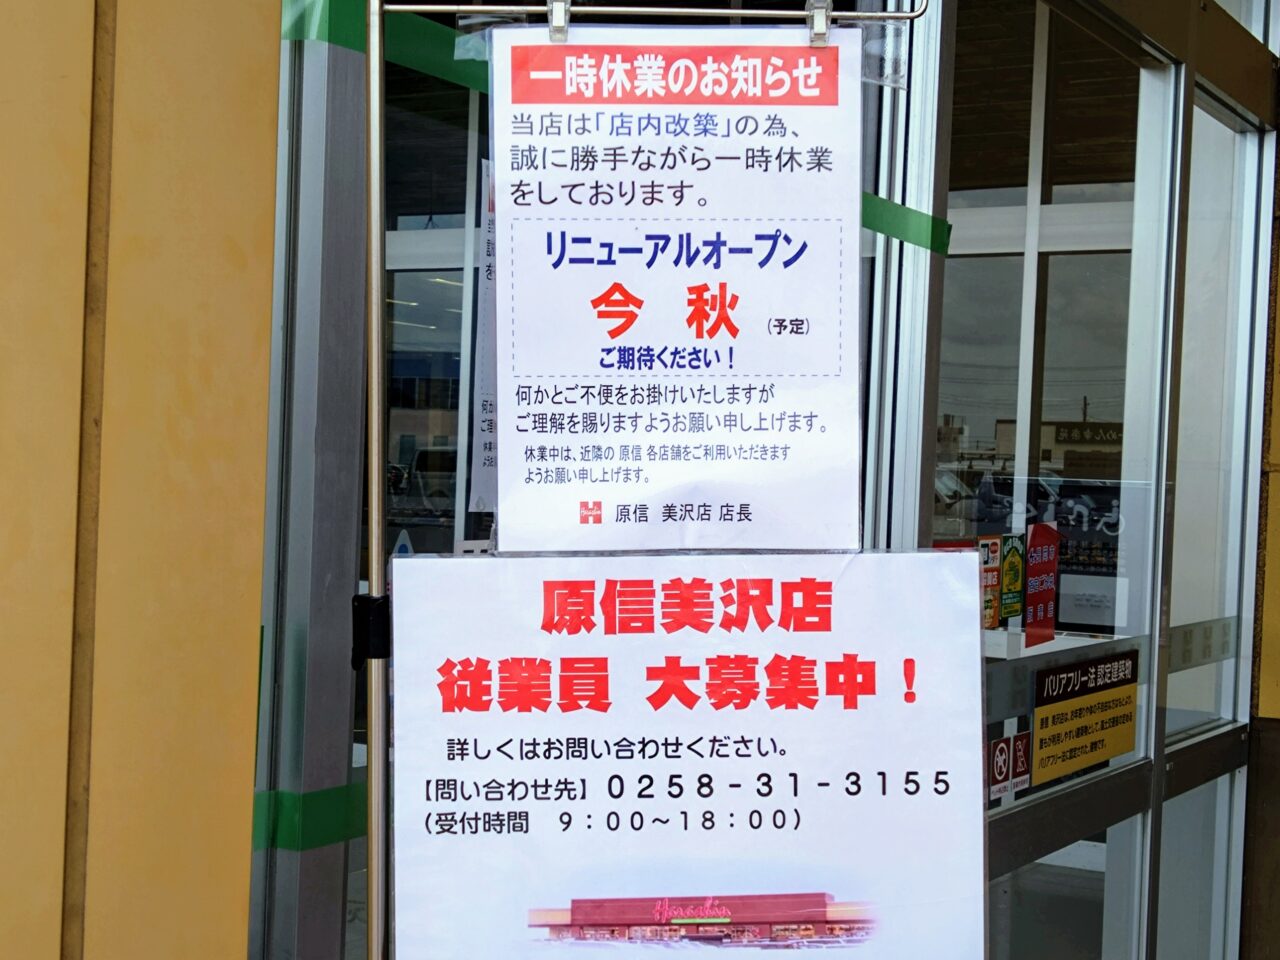 一時休業のお知らせ
当店は「店内改築」の為、
誠に勝手ながら一時休業
をしております。
リニューアルオープン
今 秋 （予定）
ご期待ください！
何かとご不便をお掛けいたしますが
ご理解を賜りますようお願い申し上げます。
休業中は、近隣の 原信 各店舗をご利用いただきます
ようお願い申し上げます。
Harashin 原信 美沢店 店長
原信美沢店
従業員 大募集中！
詳しくはお問い合わせください。
【問い合わせ先】 ０２５８－３１－３１５５
（受付時間 ９：００～１８：００）
Harashin
バリアフリー法 認定建築物